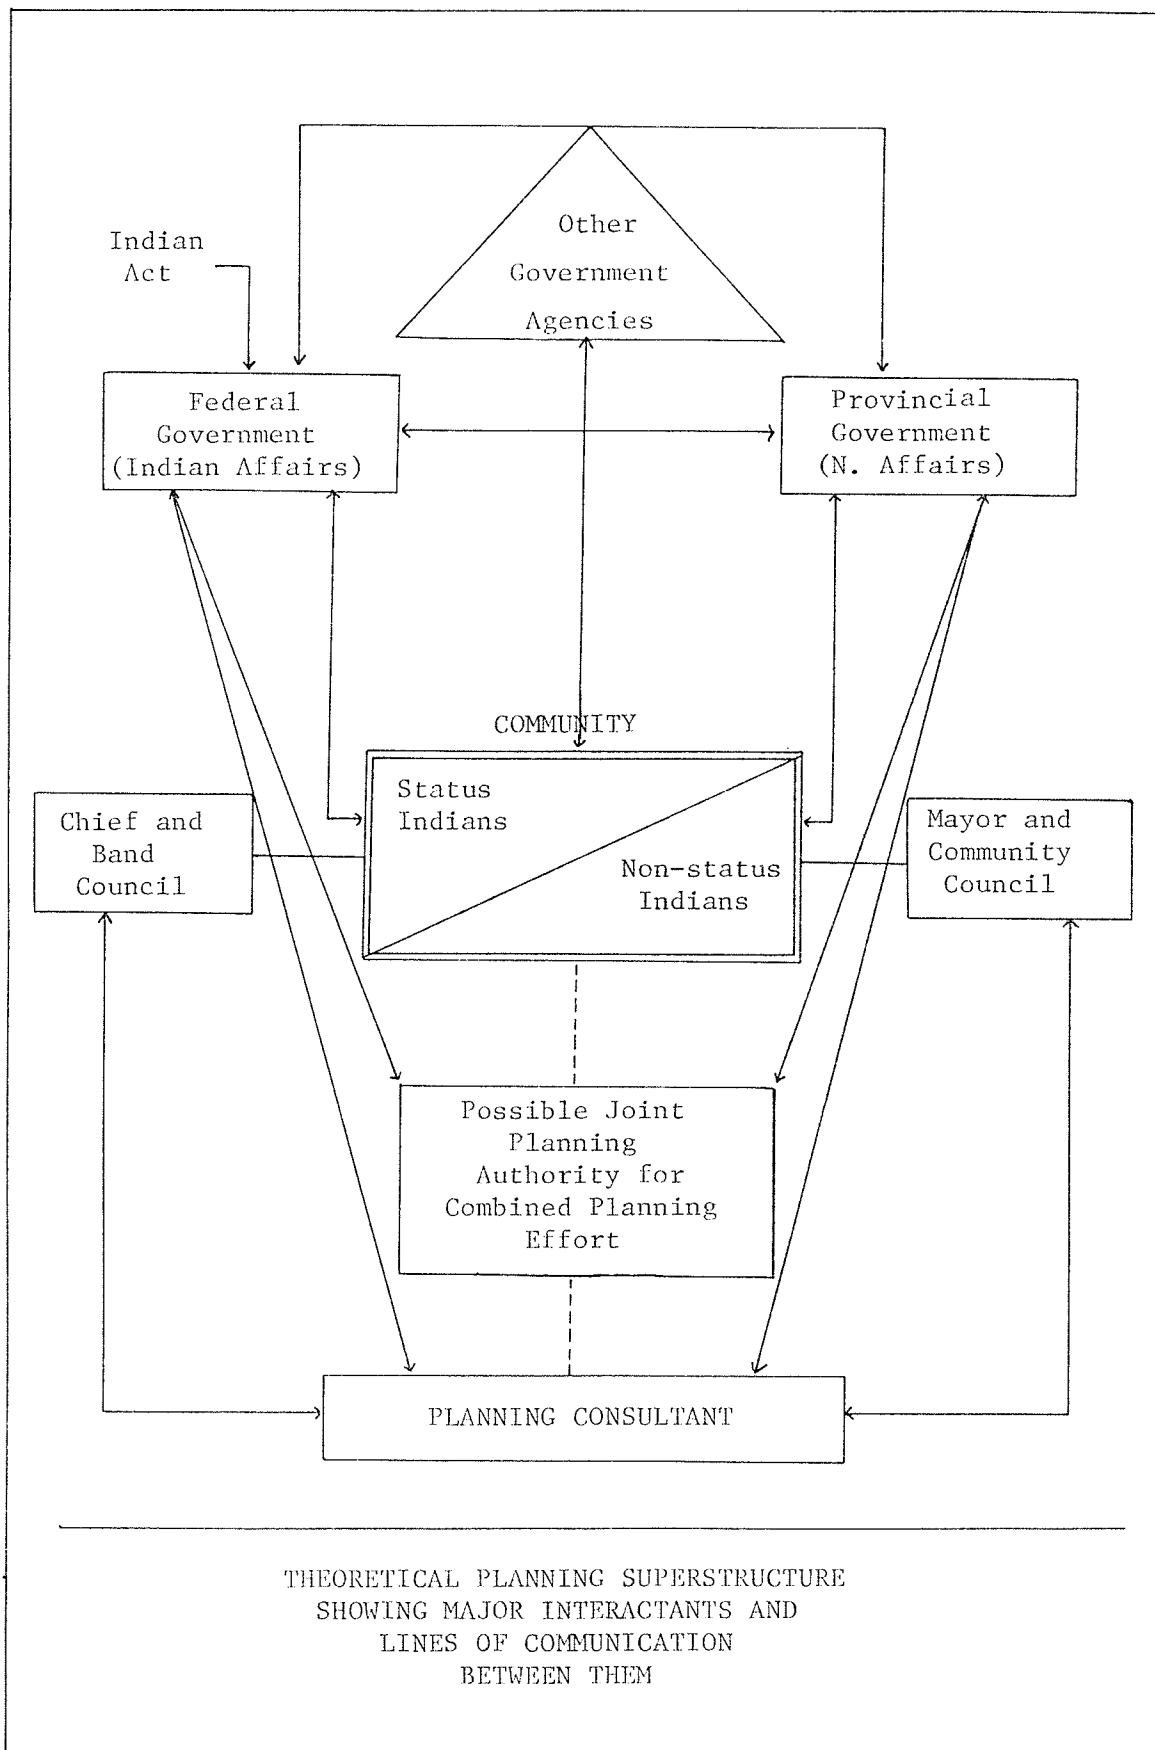 Other
Government
Agencies
Indian
Act
Federal
Government
(Indian Affairs)
Provincial
Government
(N. Affairs)
COMMUNITY
Status
Indians
Non-status
Indians
Chief and
Band
Council
Mayor and
Community
Council
Possible Joint
Planning
Authority for
Combined Planning
Effort
PLANNING CONSULTANT
THEORETICAL PLANNING SUPERSTRUCTURE
SHOWING MAJOR INTERACTANTS AND
LINES OF COMMUNICATION
BETWEEN THEM